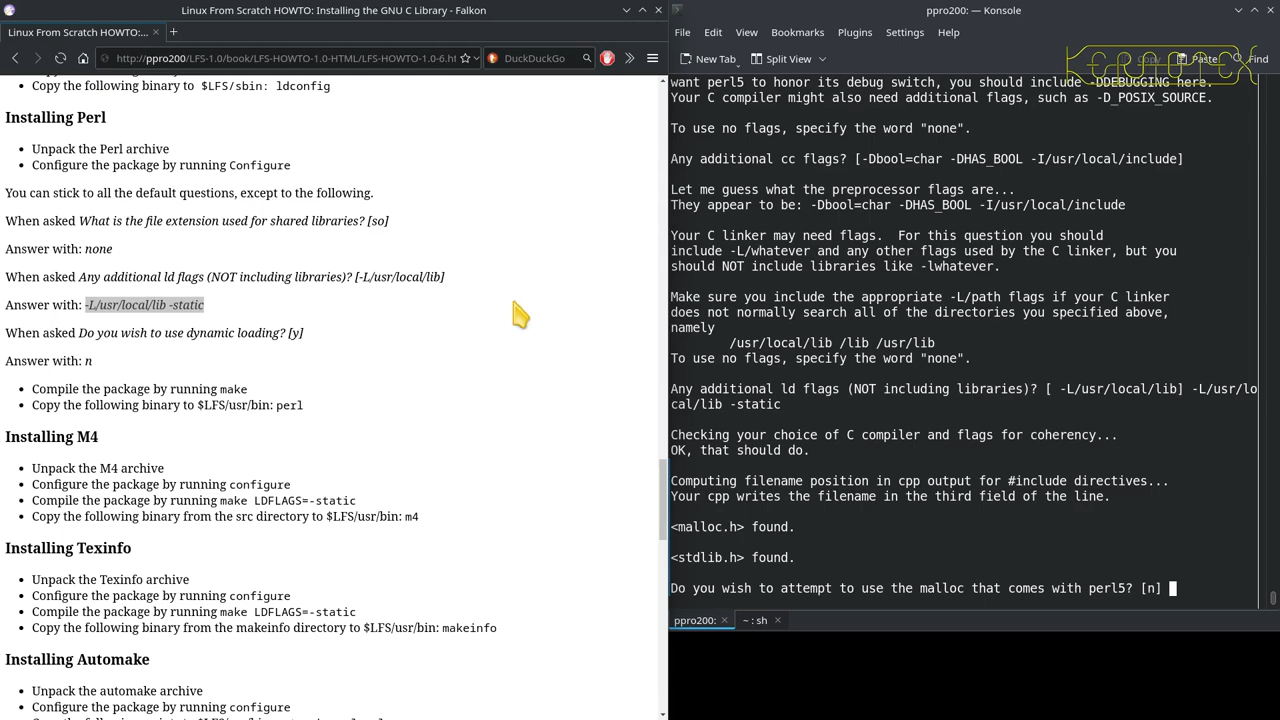 Linux From Scratch HOWTO: Installing the GNU C Library - Falkon
Linux From Scratch HOWTO:...
http://ppro200/LFS-1.0/book/LFS-HOWTO-1.0-HTML/LFS-HOWTO-1.0-6.ht
DuckDuckGo
Copy the following binary to $LFS/sbin: ldconfig
Installing Perl
Unpack the Perl archive
Configure the package by running Configure
You can stick to all the default questions, except to the following.
When asked What is the file extension used for shared libraries? [so]
Answer with: none
When asked Any additional ld flags (NOT including libraries)? [-L/usr/local/lib]
Answer with: -L/usr/local/lib -static
When asked Do you wish to use dynamic loading? [y]
Answer with: n
Compile the package by running make
Copy the following binary to $LFS/usr/bin: perl
Installing M4
Unpack the M4 archive
Configure the package by running configure
Compile the package by running make LDFLAGS=-static
Copy the following binary from the src directory to $LFS/usr/bin: m4
Installing Texinfo
Unpack the Texinfo archive
Configure the package by running configure
Compile the package by running make LDFLAGS=-static
Copy the following binary from the makeinfo directory to $LFS/usr/bin: makeinfo
Installing Automake
Unpack the automake archive
Configure the package by running configure
ppro200: — Konsole
File Edit View Bookmarks Plugins Settings Help
New Tab Split View Copy Paste Find
want perl5 to honor its debug switch, you should include -DDEBUGGING here.
Your C compiler might also need additional flags, such as -D_POSIX_SOURCE.
To use no flags, specify the word "none".
Any additional cc flags? [-Dbool=char -DHAS_BOOL -I/usr/local/include]
Let me guess what the preprocessor flags are...
They appear to be: -Dbool=char -DHAS_BOOL -I/usr/local/include
Your C linker may need flags.  For this question you should
include -L/whatever and any other flags used by the C linker, but you
should NOT include libraries like -lwhatever.
Make sure you include the appropriate -L/path flags if your C linker
does not normally search all of the directories you specified above,
namely
/usr/local/lib /lib /usr/lib
To use no flags, specify the word "none".
Any additional ld flags (NOT including libraries)? [ -L/usr/local/lib] -L/usr/lo
cal/lib -static
Checking your choice of C compiler and flags for coherency...
OK, that should do.
Computing filename position in cpp output for #include directives...
Your cpp writes the filename in the third field of the line.
<malloc.h> found.
<stdlib.h> found.
Do you wish to attempt to use the malloc that comes with perl5? [n]
ppro200:
~ : sh